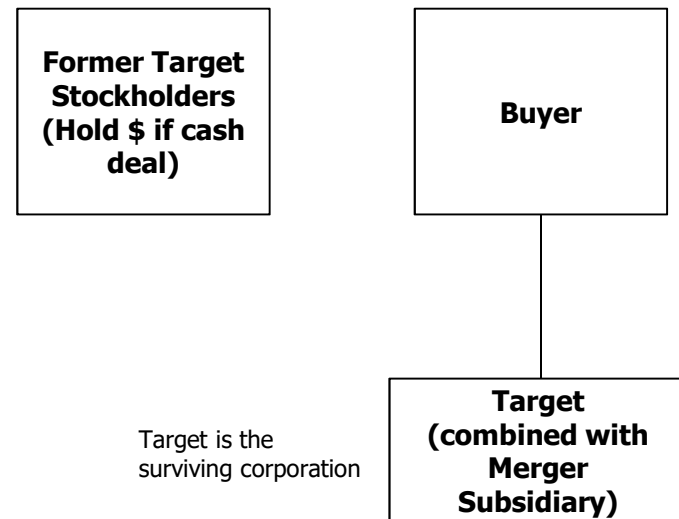 Former Target
Stockholders
(Hold $ if cash
deal)
Buyer
Target is the
surviving corporation
Target
(combined with
Merger
Subsidiary)